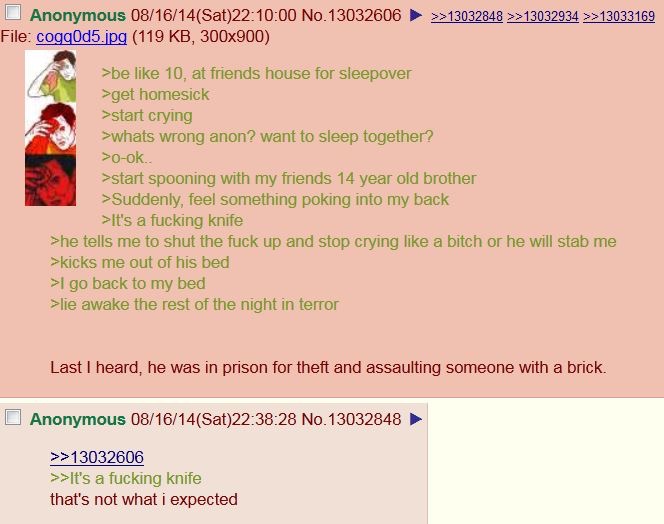 Anonymous 08/16/14(Sat)22:10:00 No.13032606 ▶ >>13032848 >>13032934 >>13033169
File: cogq0d5.jpg (119 KB, 300x900)
>be like 10, at friends house for sleepover
>get homesick
>start crying
>whats wrong anon? want to sleep together?
>o-ok..
>start spooning with my friends 14 year old brother
>Suddenly, feel something poking into my back
>It's a fucking knife
>he tells me to shut the fuck up and stop crying like a bitch or he will stab me
>kicks me out of his bed
>I go back to my bed
>lie awake the rest of the night in terror
Last I heard, he was in prison for theft and assaulting someone with a brick.
Anonymous 08/16/14(Sat)22:38:28 No.13032848 ▶
>>13032606
>>It's a fucking knife
that's not what i expected